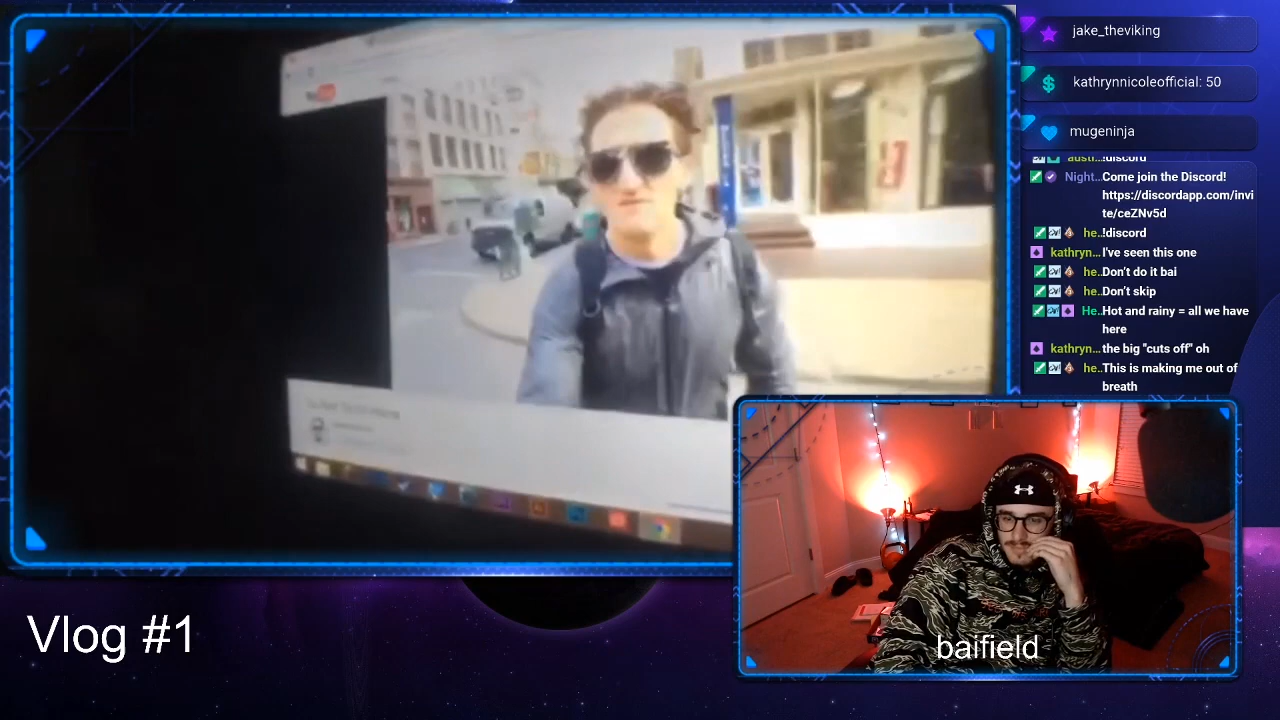 jake_theviking
kathrynnicoleofficial: 50
mugeninja
austi...!discord
Night...Come join the Discord!
https://discordapp.com/invi
te/ceZNv5d
he..!discord
kathryn...I've seen this one
he..Don't do it bai
he..Don't skip
He..Hot and rainy = all we have
here
kathryn...the big "cuts off" oh
he..This is making me out of
breath
Vlog #1
baifield